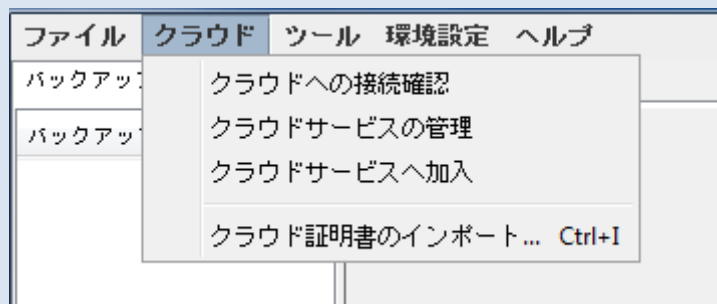 ファイル クラウド ツール 環境設定 ヘルプ
バックアップ
クラウドへの接続確認
バックアップ
クラウドサービスの管理
クラウドサービスへ加入
クラウド証明書のインポート... Ctrl+I